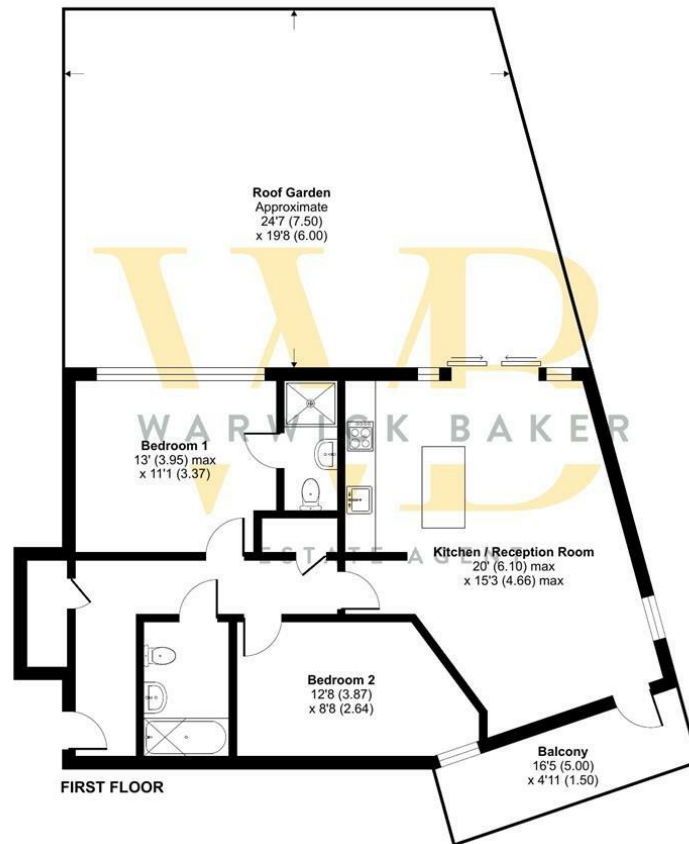 Roof Garden
Approximate
24'7 (7.50)
x 19'8 (6.00)
WB
WARWICK BAKER
Bedroom 1
13' (3.95) max
x 11'1 (3.37)
ESTATE AGENT
Kitchen / Reception Room
20' (6.10) max
x 15'3 (4.66) max
Bedroom 2
12'8 (3.87)
x 8'8 (2.64)
Balcony
16'5 (5.00)
x 4'11 (1.50)
FIRST FLOOR